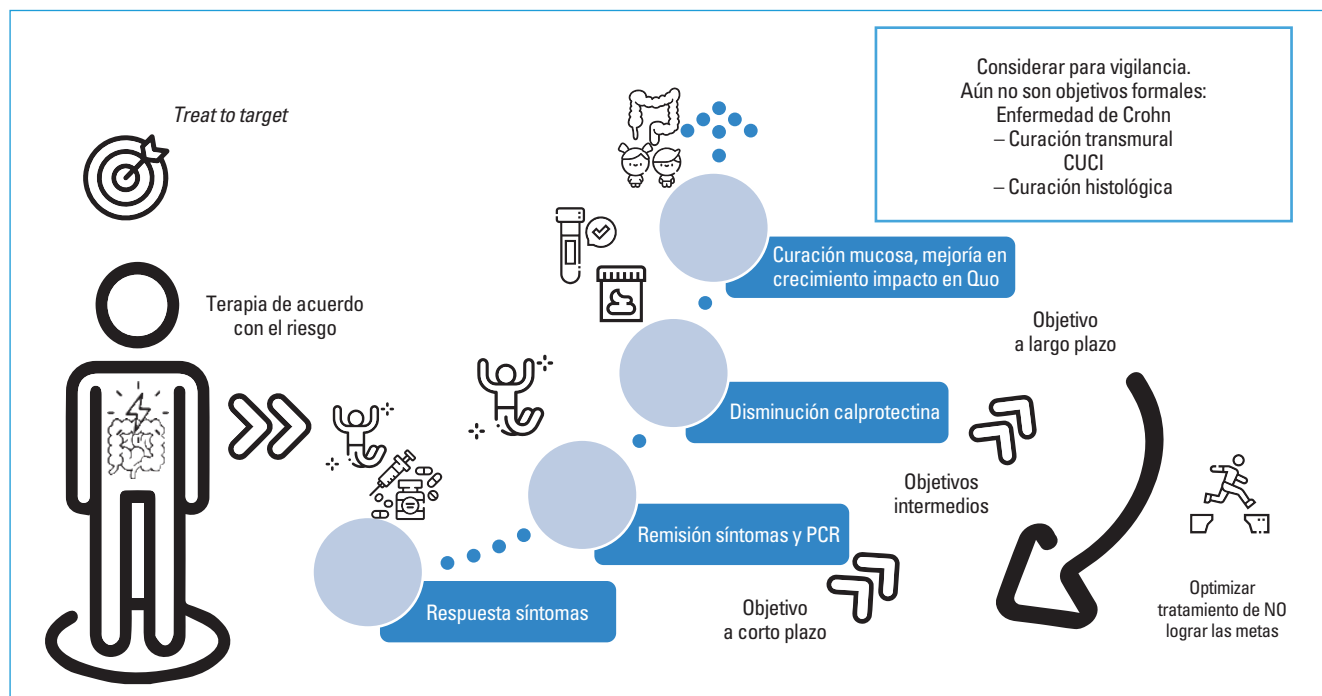 Treat to target
Terapia de acuerdo
con el riesgo
Considerar para vigilancia.
Aún no son objetivos formales:
Enfermedad de Crohn
– Curación transmural
CUCI
– Curación histológica
Curación mucosa, mejoría en
crecimiento impacto en Quo
Objetivo
a largo plazo
Disminución calprotectina
Objetivos
intermedios
Remisión síntomas y PCR
Objetivo
a corto plazo
Respuesta síntomas
Optimizar
tratamiento de NO
lograr las metas